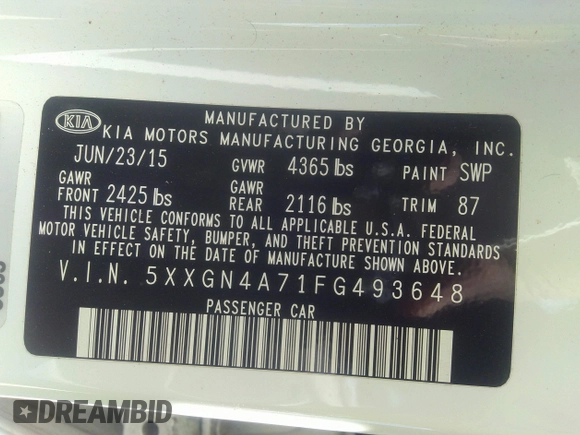 KIA
MANUFACTURED BY
KIA MOTORS MANUFACTURING GEORGIA, INC.
JUN/23/15 GVWR 4365 lbs PAINT SWP
GAWR FRONT 2425 lbs GAWR REAR 2116 lbs TRIM 87
THIS VEHICLE CONFORMS TO ALL APPLICABLE U.S.A. FEDERAL
MOTOR VEHICLE SAFETY, BUMPER, AND THEFT PREVENTION STANDARDS
IN EFFECT ON THE DATE OF MANUFACTURE SHOWN ABOVE.
V.I.N. 5XXGN4A71FG493648
PASSENGER CAR
DREAMBID